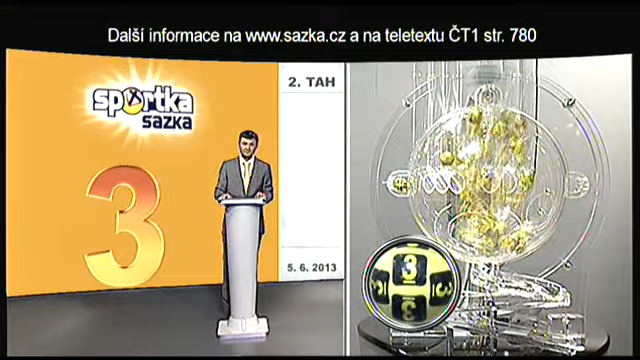 Další informace na www.sazka.cz a na teletextu ČT1 str. 780
2. TAH
sportka
sazka
3
5. 6. 2013
3
3